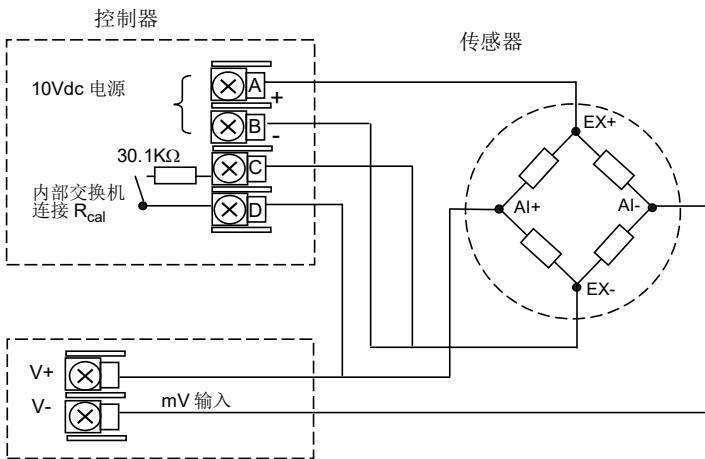 控制器
传感器
10Vdc 电源
A
+
B
-
30.1KΩ
C
内部交换机
连接 Rcal
D
EX+
AI+
AI-
EX-
V+
V-
mV 输入